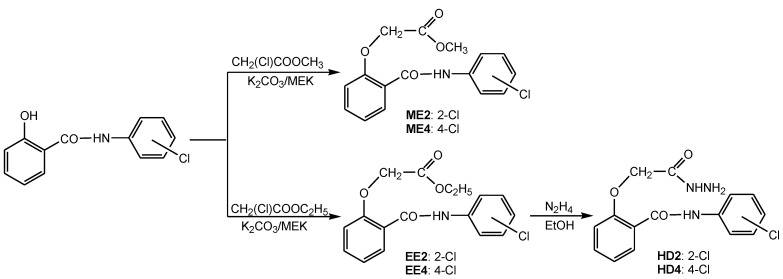 OH
CO—HN
Cl
CH₂(Cl)COOCH₃
K₂CO₃/MEK
CH₂(Cl)COOC₂H₅
K₂CO₃/MEK
O
CH₂—C
O
OCH₃
CO—HN
Cl
ME2: 2-Cl
ME4: 4-Cl
O
CH₂—C
O
OC₂H₅
CO—HN
Cl
EE2: 2-Cl
EE4: 4-Cl
N₂H₄
EtOH
O
CH₂—C
O
NHNH₂
CO—HN
Cl
HD2: 2-Cl
HD4: 4-Cl